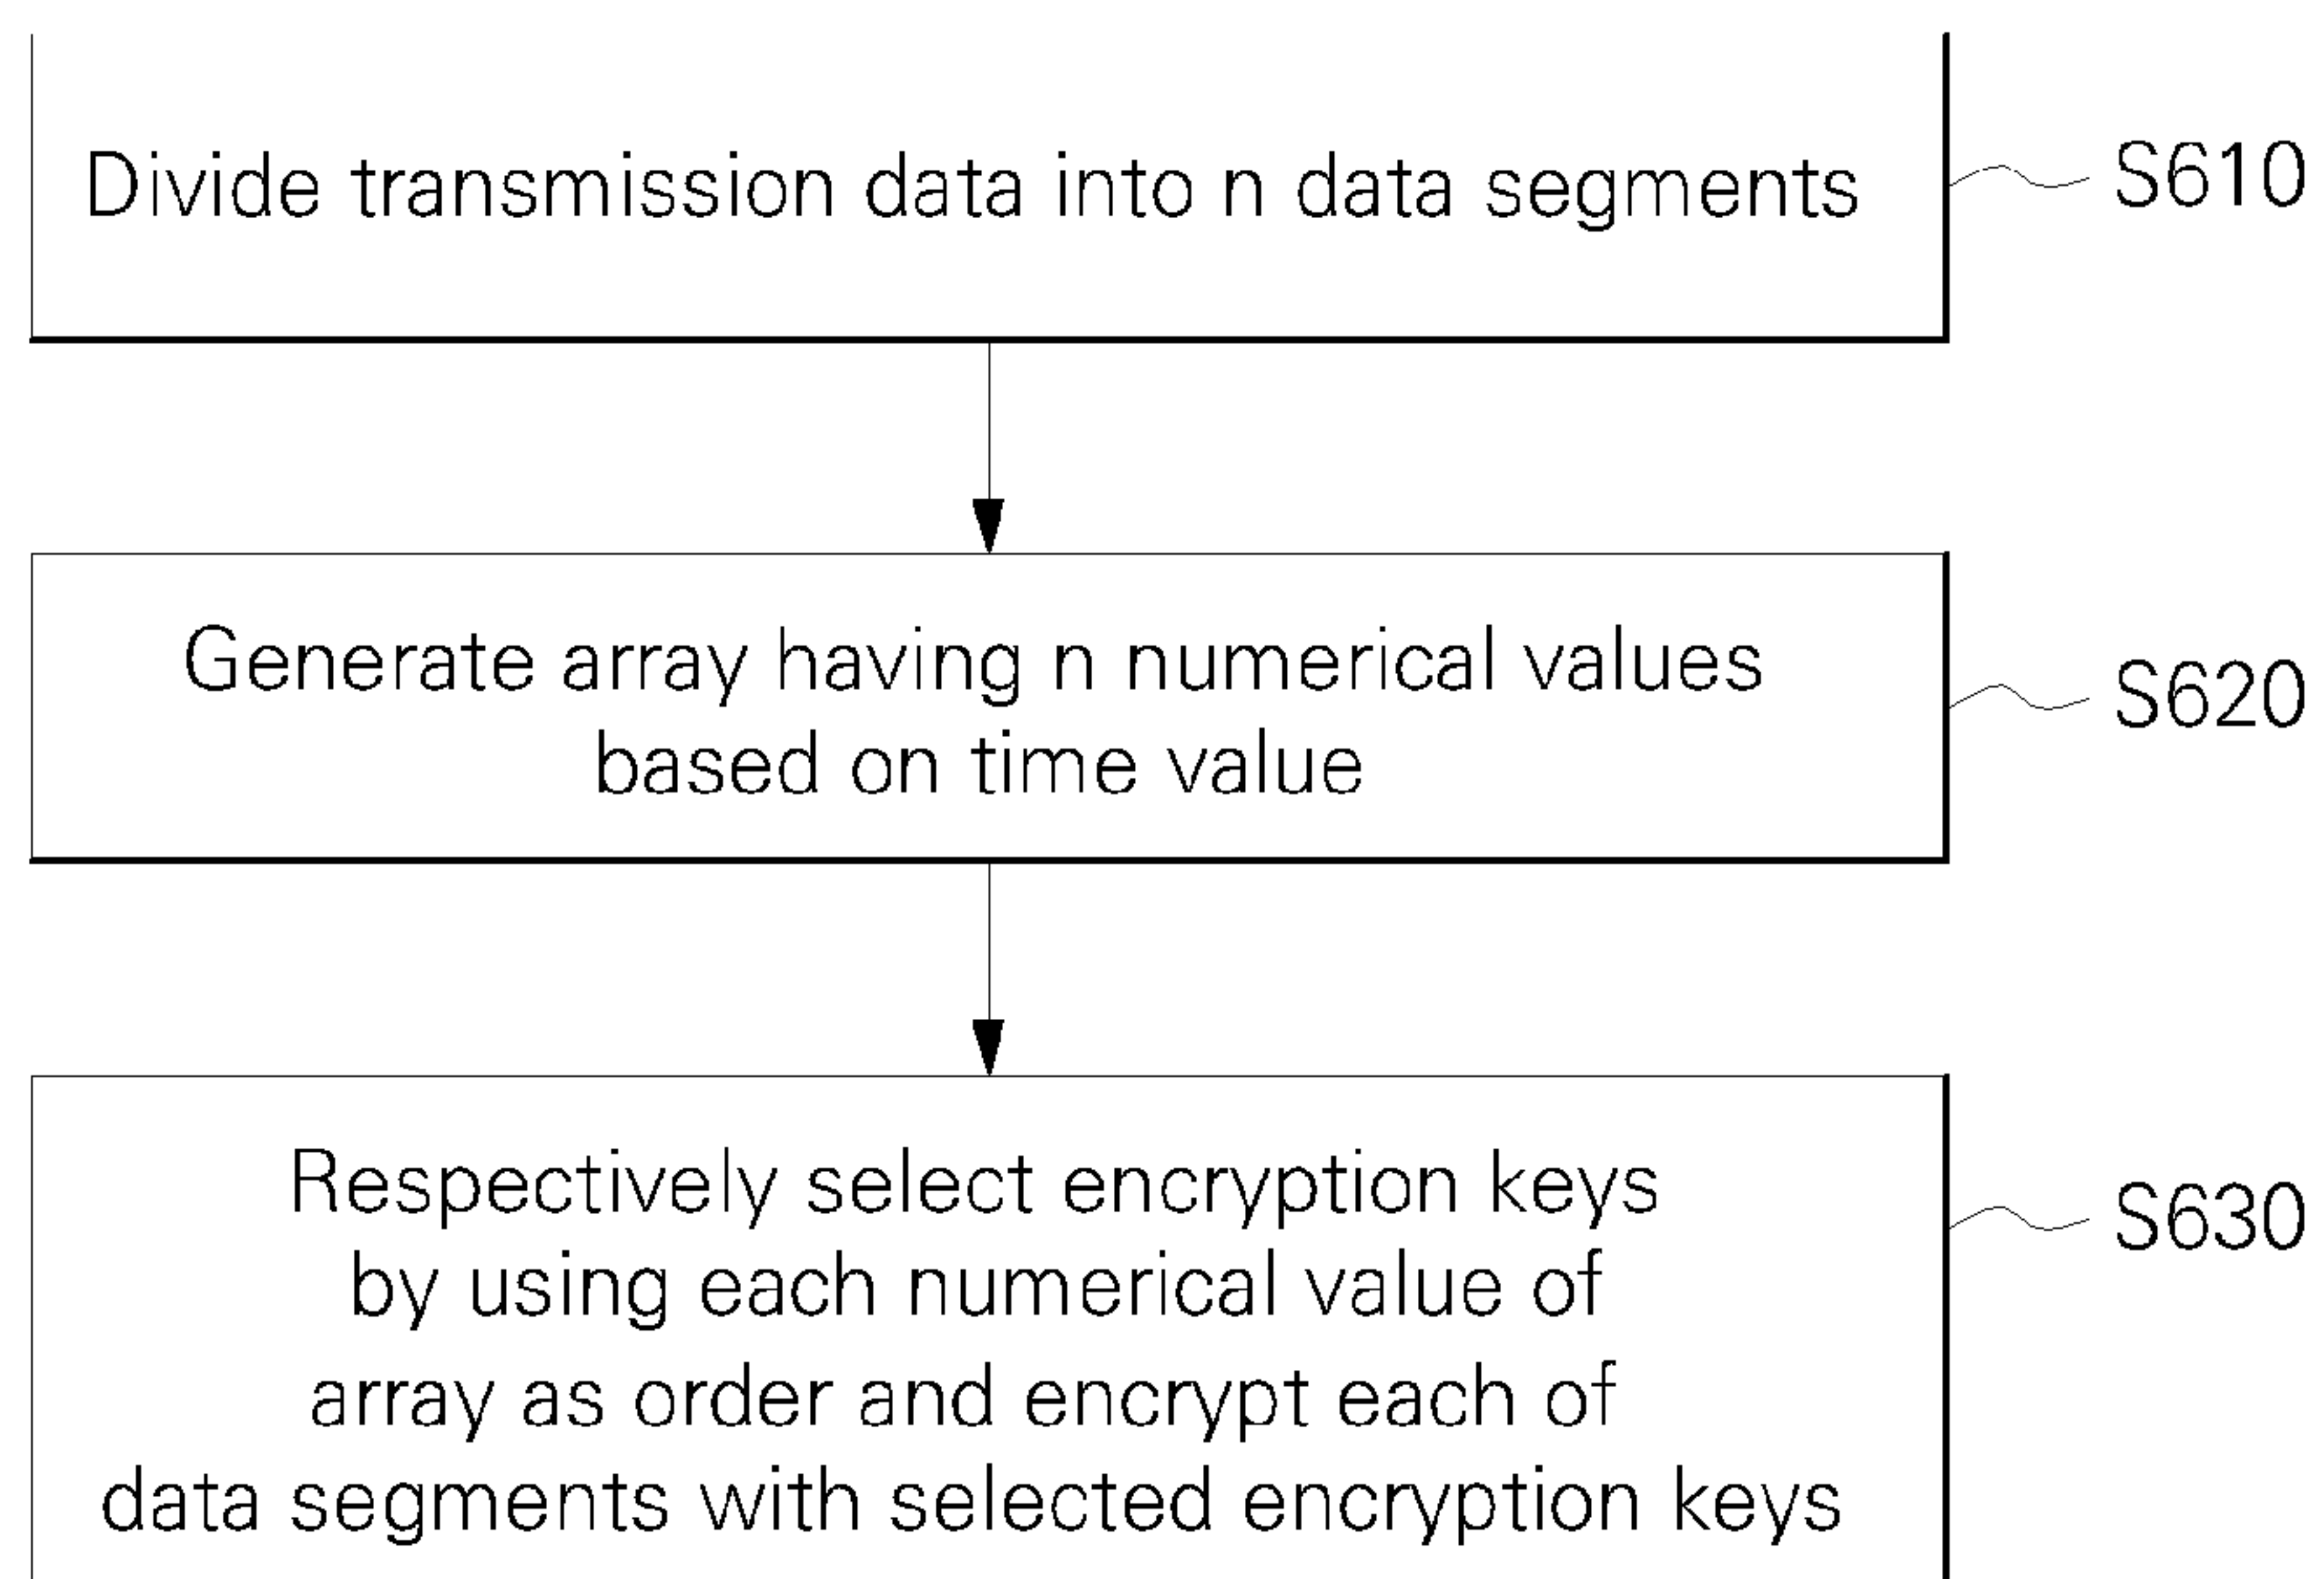 Divide transmission data into n data segments
S610
Generate array having n numerical values
based on time value
S620
Respectively select encryption keys
by using each numerical value of
array as order and encrypt each of
data segments with selected encryption keys
S630